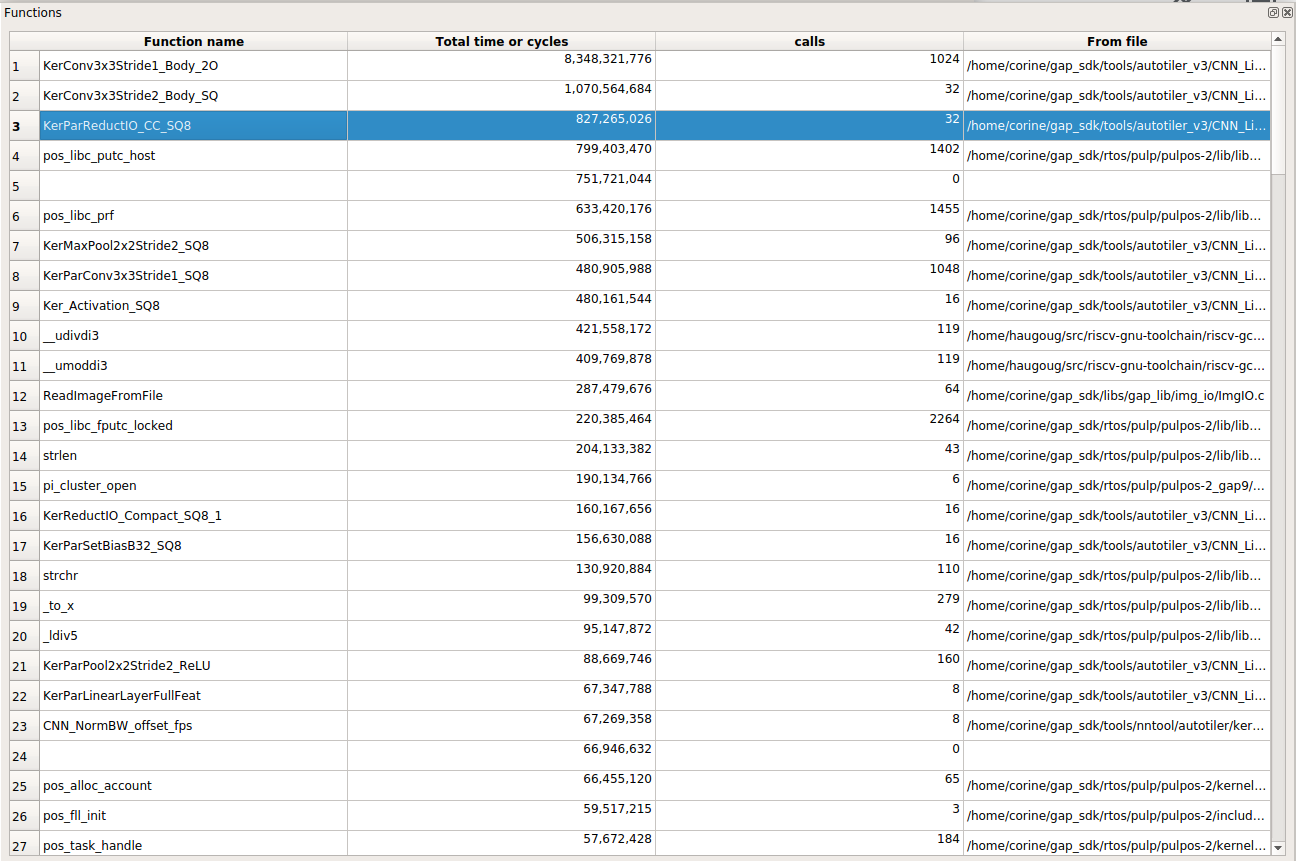 Functions
Function name Total time or cycles calls From file
1 KerConv3x3Stride1_Body_2O 8,348,321,776 1024 /home/corine/gap_sdk/tools/autotiler_v3/CNN_Li...
2 KerConv3x3Stride2_Body_SQ 1,070,564,684 32 /home/corine/gap_sdk/tools/autotiler_v3/CNN_Li...
3 KerParReductIO_CC_SQ8 827,265,026 32 /home/corine/gap_sdk/tools/autotiler_v3/CNN_Li...
4 pos_libc_putc_host 799,403,470 1402 /home/corine/gap_sdk/rtos/pulp/pulpos-2/lib/lib...
5 751,721,044 0
6 pos_libc_prf 633,420,176 1455 /home/corine/gap_sdk/rtos/pulp/pulpos-2/lib/lib...
7 KerMaxPool2x2Stride2_SQ8 506,315,158 96 /home/corine/gap_sdk/tools/autotiler_v3/CNN_Li...
8 KerParConv3x3Stride1_SQ8 480,905,988 1048 /home/corine/gap_sdk/tools/autotiler_v3/CNN_Li...
9 Ker_Activation_SQ8 480,161,544 16 /home/corine/gap_sdk/tools/autotiler_v3/CNN_Li...
10 __udivdi3 421,558,172 119 /home/haugoug/src/riscv-gnu-toolchain/riscv-gc...
11 __umoddi3 409,769,878 119 /home/haugoug/src/riscv-gnu-toolchain/riscv-gc...
12 ReadImageFromFile 287,479,676 64 /home/corine/gap_sdk/libs/gap_lib/img_io/ImgIO.c
13 pos_libc_fputc_locked 220,385,464 2264 /home/corine/gap_sdk/rtos/pulp/pulpos-2/lib/lib...
14 strlen 204,133,382 43 /home/corine/gap_sdk/rtos/pulp/pulpos-2/lib/lib...
15 pi_cluster_open 190,134,766 6 /home/corine/gap_sdk/rtos/pulp/pulpos-2_gap9/...
16 KerReductIO_Compact_SQ8_1 160,167,656 16 /home/corine/gap_sdk/tools/autotiler_v3/CNN_Li...
17 KerParSetBiasB32_SQ8 156,630,088 16 /home/corine/gap_sdk/tools/autotiler_v3/CNN_Li...
18 strchr 130,920,884 110 /home/corine/gap_sdk/rtos/pulp/pulpos-2/lib/lib...
19 _to_x 99,309,570 279 /home/corine/gap_sdk/rtos/pulp/pulpos-2/lib/lib...
20 _ldiv5 95,147,872 42 /home/corine/gap_sdk/rtos/pulp/pulpos-2/lib/lib...
21 KerParPool2x2Stride2_ReLU 88,669,746 160 /home/corine/gap_sdk/tools/autotiler_v3/CNN_Li...
22 KerParLinearLayerFullFeat 67,347,788 8 /home/corine/gap_sdk/tools/autotiler_v3/CNN_Li...
23 CNN_NormBW_offset_fps 67,269,358 8 /home/corine/gap_sdk/tools/nntool/autotiler/ker...
24 66,946,632 0
25 pos_alloc_account 66,455,120 65 /home/corine/gap_sdk/rtos/pulp/pulpos-2/kernel...
26 pos_fll_init 59,517,215 3 /home/corine/gap_sdk/rtos/pulp/pulpos-2/includ...
27 pos_task_handle 57,672,428 184 /home/corine/gap_sdk/rtos/pulp/pulpos-2/kernel...